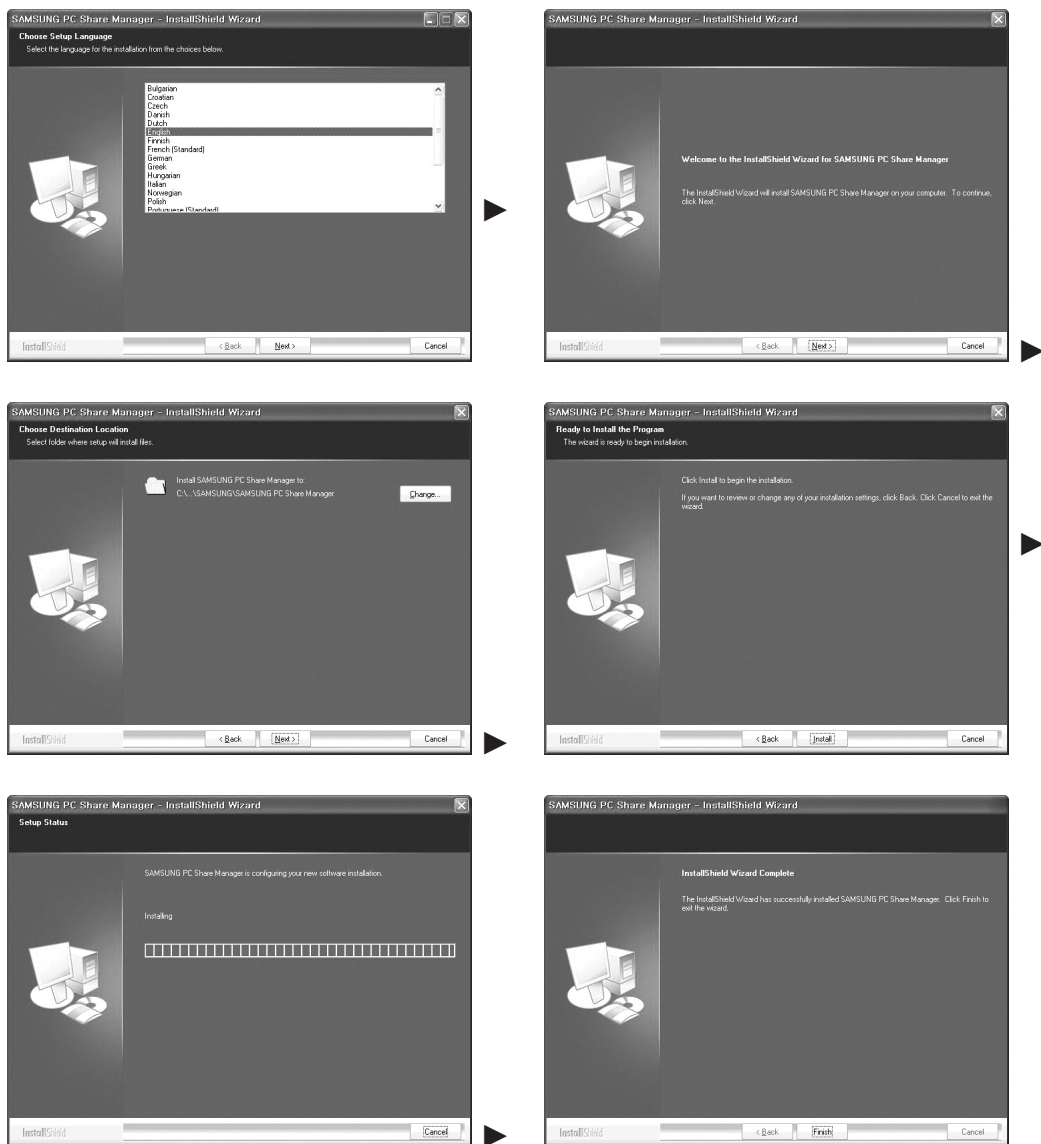 SAMSUNG PC Share Manager - InstallShield Wizard
Choose Setup Language
Select the language for the installation from the choices below.
Bulgarian
Croatian
Czech
Danish
Dutch
English
Finnish
French (Standard)
German
Greek
Hungarian
Italian
Norwegian
Polish
Portuguese (Standard)
InstallShield
< Back
Next >
Cancel
SAMSUNG PC Share Manager - InstallShield Wizard
Welcome to the InstallShield Wizard for SAMSUNG PC Share Manager
The InstallShield Wizard will install SAMSUNG PC Share Manager on your computer. To continue,
click Next.
InstallShield
< Back
Next >
Cancel
SAMSUNG PC Share Manager - InstallShield Wizard
Choose Destination Location
Select folder where setup will install files.
Install SAMSUNG PC Share Manager to:
C:\...\SAMSUNG\SAMSUNG PC Share Manager
Change...
InstallShield
< Back
Next >
Cancel
SAMSUNG PC Share Manager - InstallShield Wizard
Ready to Install the Program
The wizard is ready to begin installation.
Click Install to begin the installation.
If you want to review or change any of your installation settings, click Back. Click Cancel to exit the
wizard.
InstallShield
< Back
Install
Cancel
SAMSUNG PC Share Manager - InstallShield Wizard
Setup Status
SAMSUNG PC Share Manager is configuring your new software installation.
Installing
InstallShield
Cancel
SAMSUNG PC Share Manager - InstallShield Wizard
InstallShield Wizard Complete
The InstallShield Wizard has successfully installed SAMSUNG PC Share Manager. Click Finish to
exit the wizard.
InstallShield
< Back
Finish
Cancel